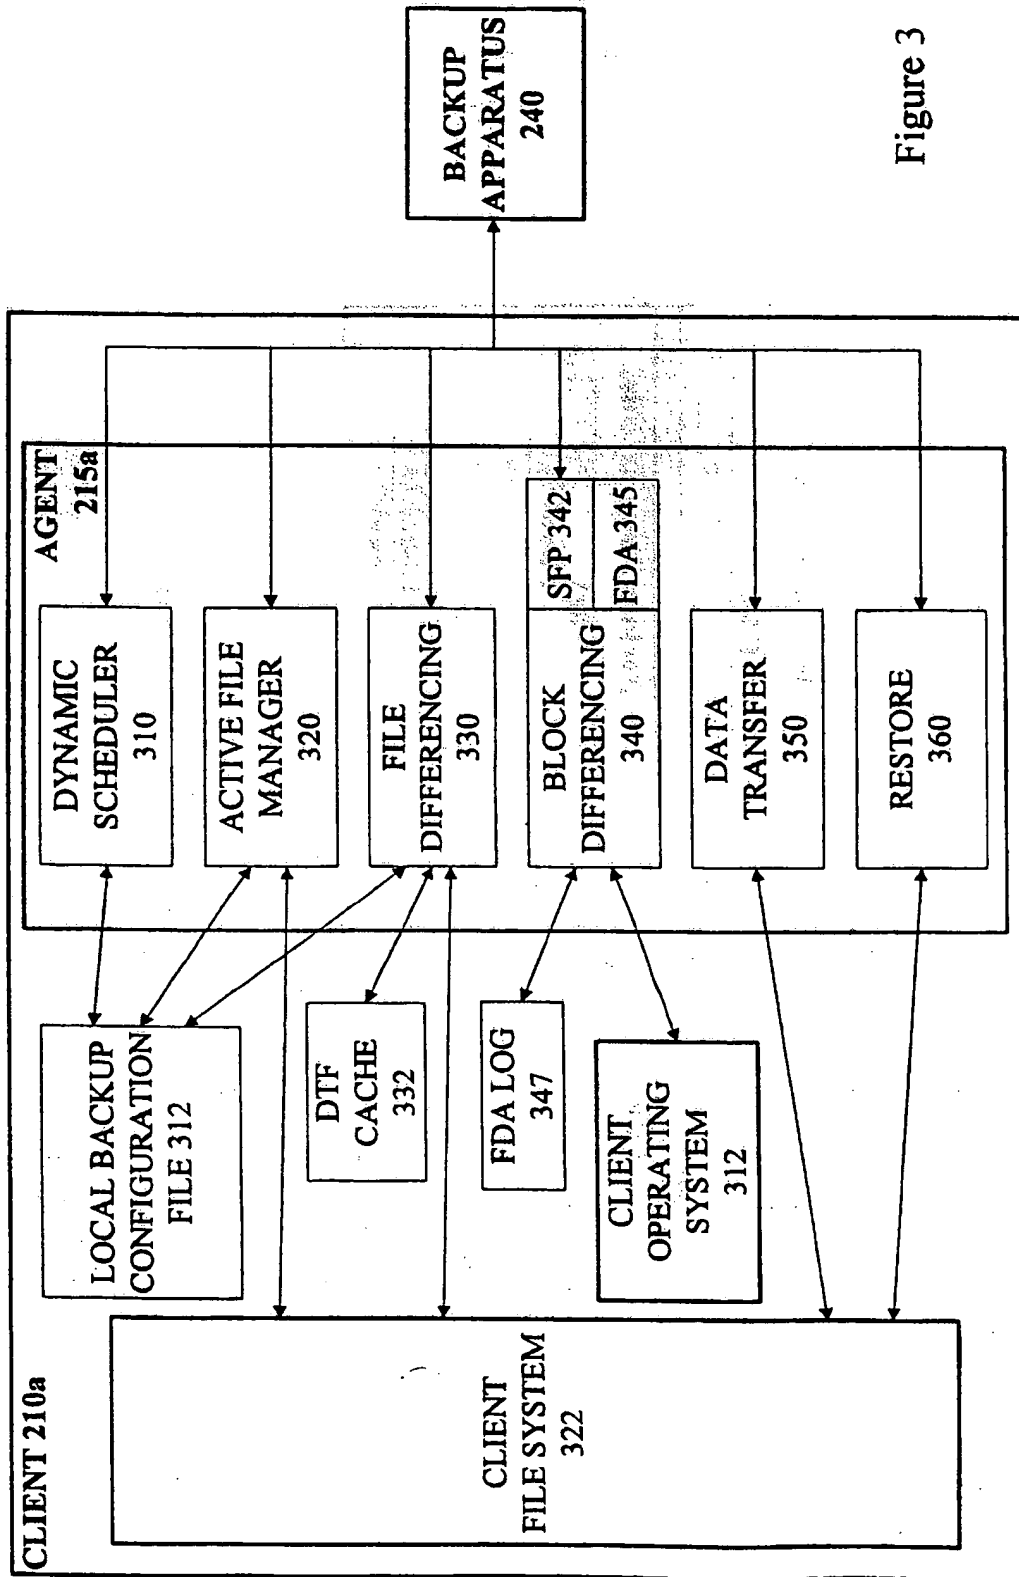 CLIENT 210a
CLIENT
FILE SYSTEM
322
LOCAL BACKUP
CONFIGURATION
FILE 312
DTF
CACHE
332
FDA LOG
347
CLIENT
OPERATING
SYSTEM
312
AGENT
215a
DYNAMIC
SCHEDULER
310
ACTIVE FILE
MANAGER
320
FILE
DIFFERENCING
330
BLOCK
DIFFERENCING
340
SFP 342
FDA 345
DATA
TRANSFER
350
RESTORE
360
BACKUP
APPARATUS
240
Figure 3